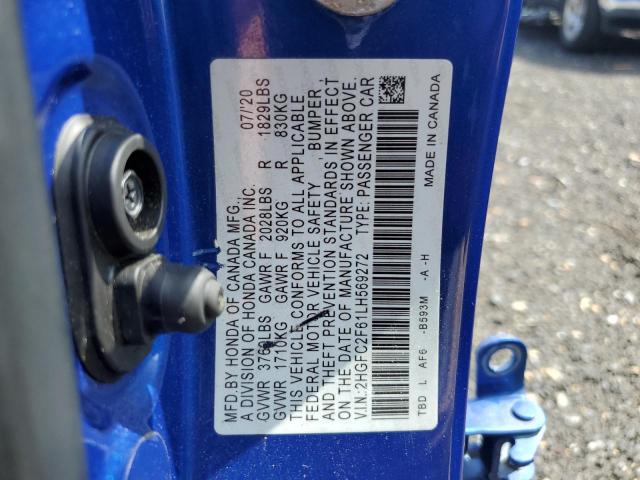 MFD.BY HONDA OF CANADA MFG., 07/'20
A DIVISION OF HONDA CANADA INC.
GVWR 3760LBS GAWR F 2028LBS R 1829LBS
GVWR 1710KG GAWR F 920KG R 830KG
THIS VEHICLE CONFORMS TO ALL APPLICABLE
FEDERAL MOTOR VEHICLE SAFETY, BUMPER,
AND THEFT PREVENTION STANDARDS IN EFFECT
ON THE DATE OF MANUFACTURE SHOWN ABOVE.
V.I.N.:2HGFC2F61LH569272 TYPE: PASSENGER CAR
TBD L AF6 -B593M -A -H MADE IN CANADA